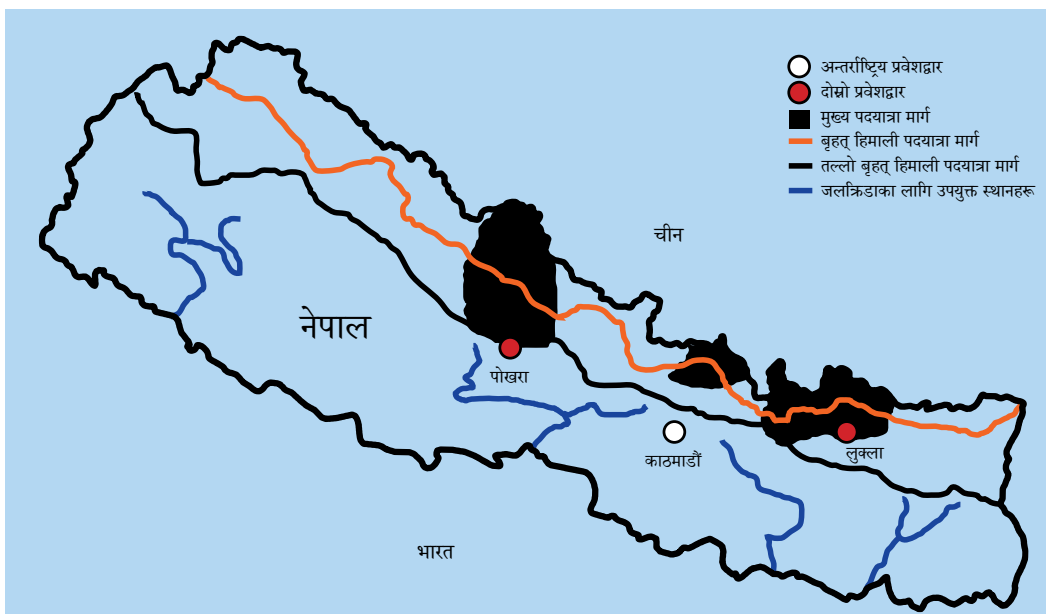 अन्तर्राष्ट्रिय प्रवेशद्वार
दोस्रो प्रवेशद्वार
मुख्य पदयात्रा मार्ग
बृहत् हिमाली पदयात्रा मार्ग
तल्लो बृहत् हिमाली पदयात्रा मार्ग
जलक्रिडाका लागि उपयुक्त स्थानहरू
चीन
नेपाल
पोखरा
काठमाडौं
लुक्ला
भारत